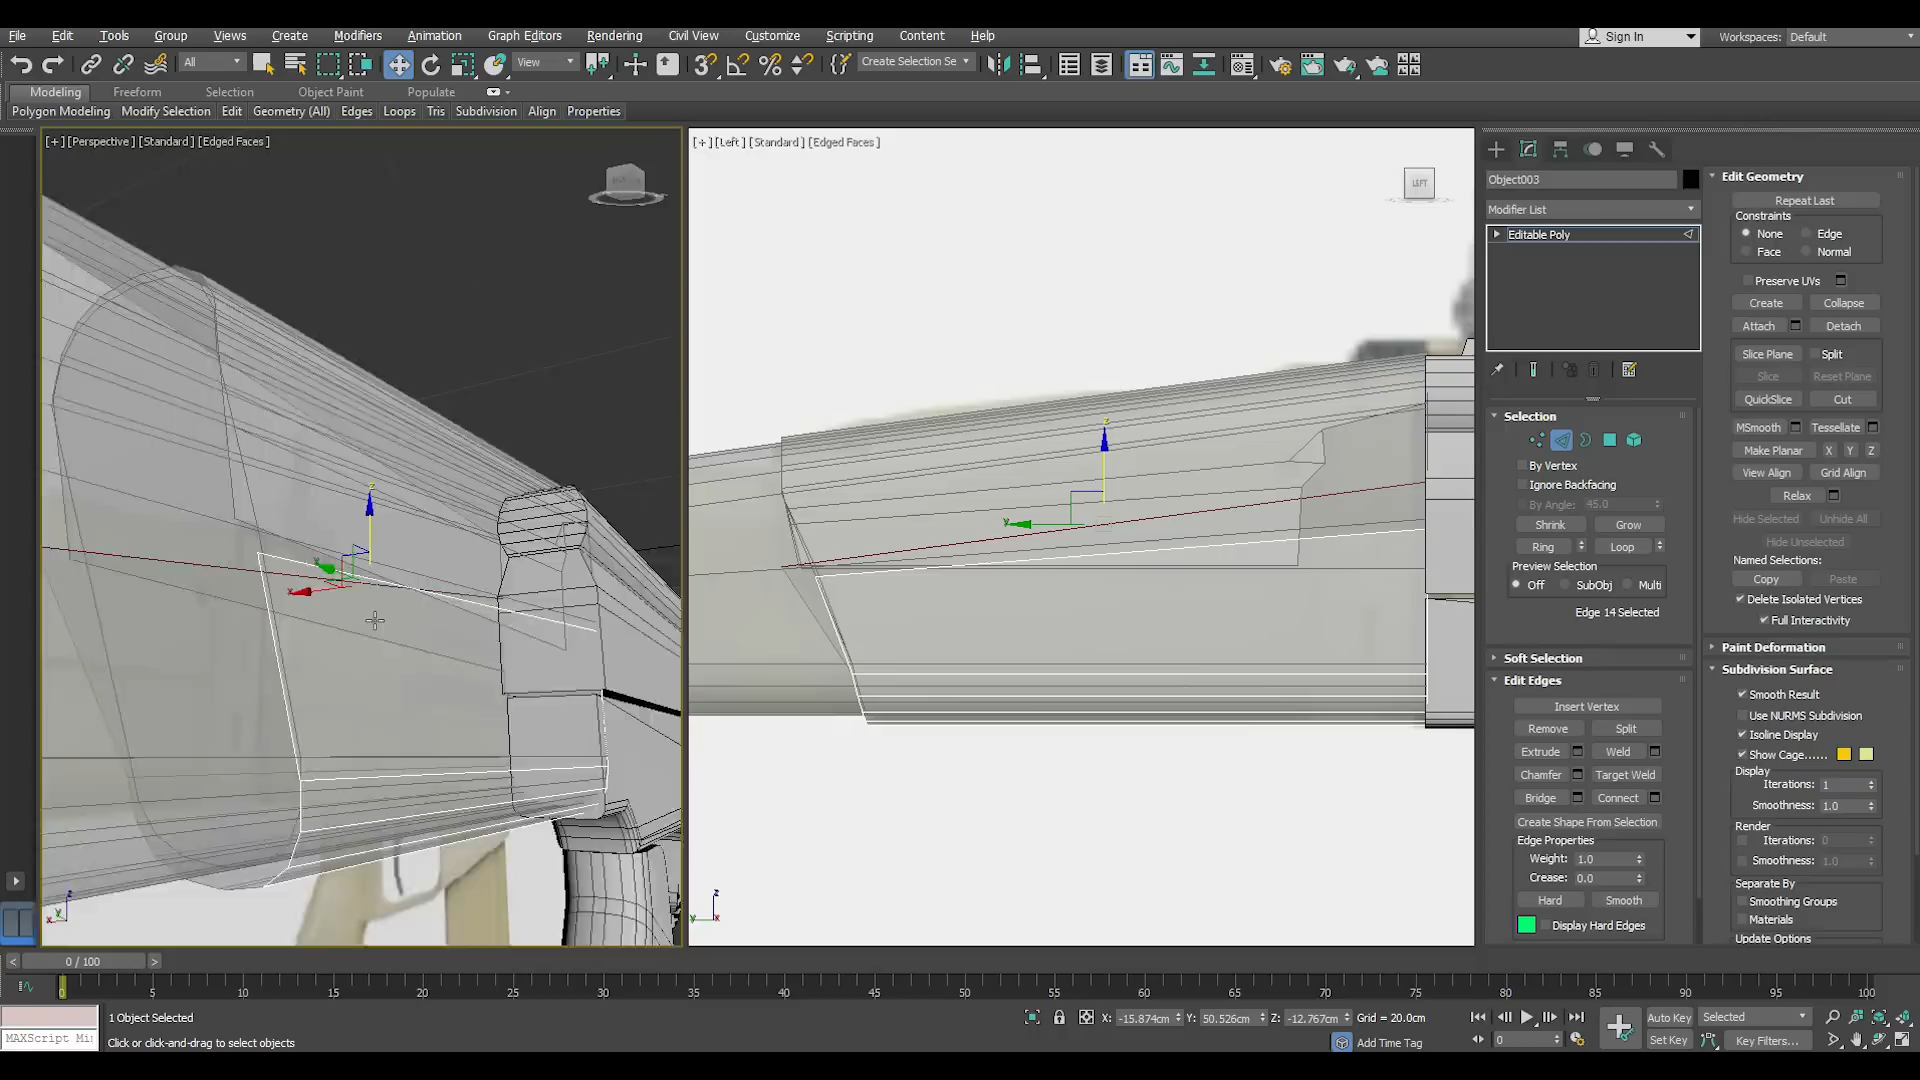 File Edit Tools Group Views Create Modifiers Animation Graph Editors Rendering Civil View Customize Scripting Content Help Sign In Workspaces: Default
All View Create Selection Se
Modeling Freeform Selection Object Paint Populate
Polygon Modeling Modify Selection Edit Geometry (All) Edges Loops Tris Subdivision Align Properties
[+] [Perspective] [Standard] [Edged Faces]
[+] [Left] [Standard] [Edged Faces]
LEFT
Object003
Modifier List
Editable Poly
Selection
By Vertex
Ignore Backfacing
By Angle: 45.0
Shrink Grow
Ring Loop
Preview Selection
Off SubObj Multi
Edge 14 Selected
Soft Selection
Edit Edges
Insert Vertex
Remove Split
Extrude Weld
Chamfer Target Weld
Bridge Connect
Create Shape From Selection
Edge Properties
Weight: 1.0
Crease: 0.0
Hard Smooth
Display Hard Edges
Edit Geometry
Repeat Last
Constraints
None Edge
Face Normal
Preserve UVs
Create Collapse
Attach Detach
Slice Plane Split
Slice Reset Plane
QuickSlice Cut
MSmooth Tessellate
Make Planar X Y Z
View Align Grid Align
Relax
Hide Selected Unhide All
Hide Unselected
Named Selections:
Copy Paste
Delete Isolated Vertices
Full Interactivity
Paint Deformation
Subdivision Surface
Smooth Result
Use NURMS Subdivision
Isoline Display
Show Cage......
Display
Iterations: 1
Smoothness: 1.0
Render
Iterations: 0
Smoothness: 1.0
Separate By
Smoothing Groups
Materials
Update Options
z
y
x
z
y
z
y
x
z
y
x
< 0 / 100 >
0 5 10 15 20 25 30 35 40 45 50 55 60 65 70 75 80 85 90 95 100
1 Object Selected
X: -15.874cm Y: 50.526cm Z: -12.767cm Grid = 20.0cm
Auto Key Selected
MAXScript Mi
Click or click-and-drag to select objects
Add Time Tag
0
Set Key Key Filters...